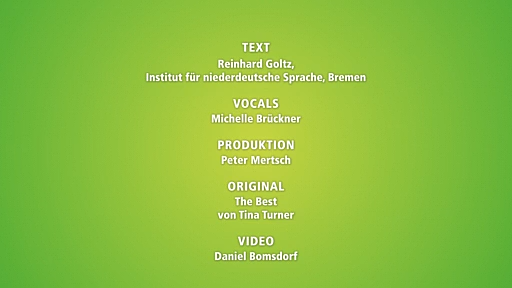 TEXT
Reinhard Goltz,
Institut für niederdeutsche Sprache, Bremen
VOCALS
Michelle Brückner
PRODUKTION
Peter Mertsch
ORIGINAL
The Best
von Tina Turner
VIDEO
Daniel Bomsdorf